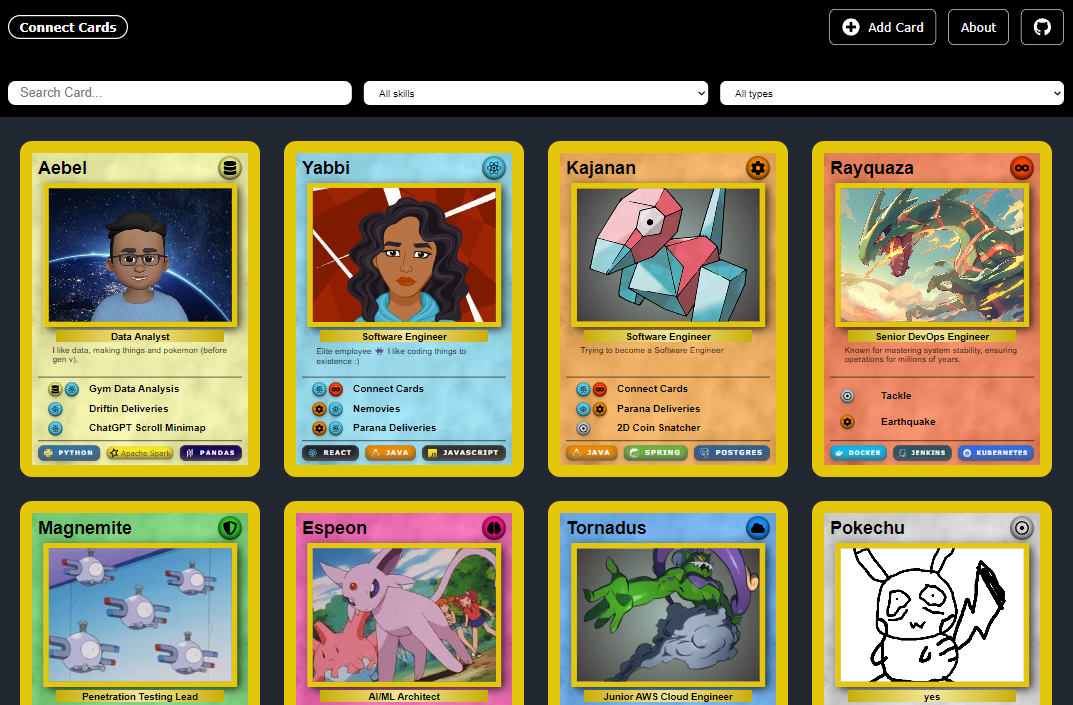 Connect Cards
Add Card
About
Search Card...
All skills
All types
Aebel
Data Analyst
I like data, making things and pokemon (before
gen v).
Gym Data Analysis
Driftin Deliveries
ChatGPT Scroll Minimap
PYTHON
Apache Spark
PANDAS
Yabbi
Software Engineer
Elite employee 👾 I like coding things to
existence :)
Connect Cards
Nemovies
Parana Deliveries
REACT
JAVA
JAVASCRIPT
Kajanan
Software Engineer
Trying to become a Software Engineer
Connect Cards
Parana Deliveries
2D Coin Snatcher
JAVA
SPRING
POSTGRES
Rayquaza
Senior DevOps Engineer
Known for mastering system stability, ensuring
operations for millions of years.
Tackle
Earthquake
DOCKER
JENKINS
KUBERNETES
Magnemite
Penetration Testing Lead
Espeon
AI/ML Architect
Tornadus
Junior AWS Cloud Engineer
Pokechu
yes